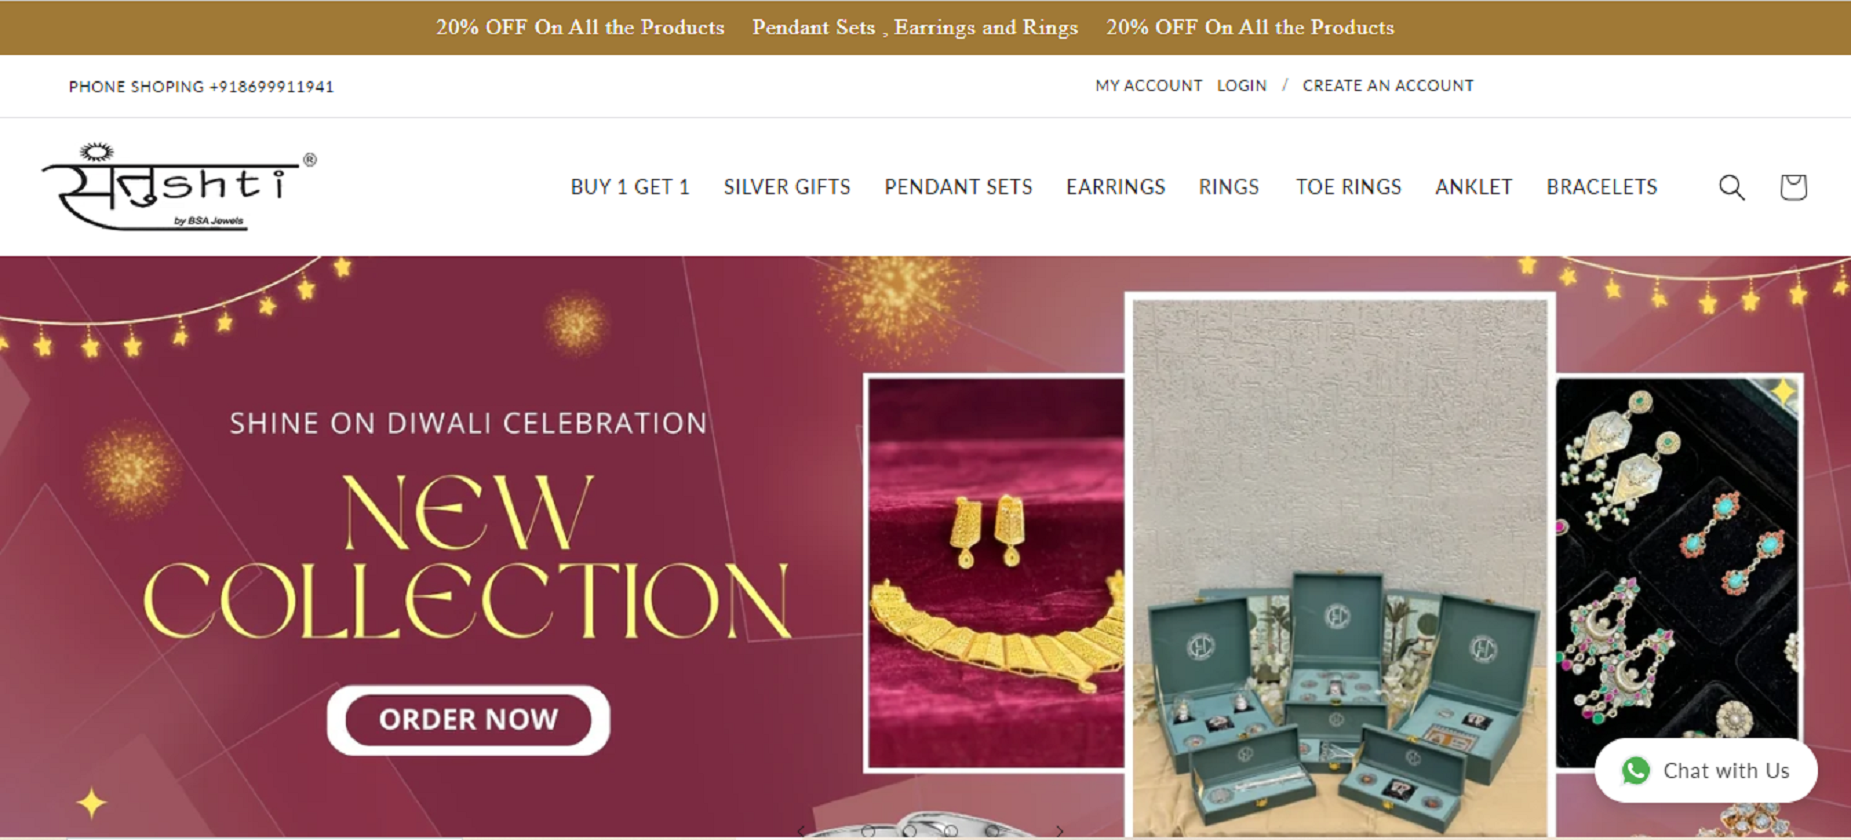 20% OFF On All the Products Pendant Sets , Earrings and Rings 20% OFF On All the Products
PHONE SHOPING +918699911941
MY ACCOUNT LOGIN / CREATE AN ACCOUNT
संतुshti ®
by BSA Jewels
BUY 1 GET 1 SILVER GIFTS PENDANT SETS EARRINGS RINGS TOE RINGS ANKLET BRACELETS
SHINE ON DIWALI CELEBRATION
NEW
COLLECTION
ORDER NOW
Chat with Us